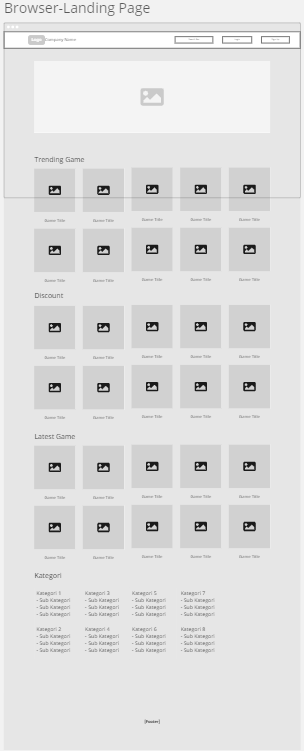 Browser-Landing Page
Logo Company Name
Trending Game
Game Title Game Title Game Title Game Title Game Title
Game Title Game Title Game Title Game Title Game Title
Discount
Game Title Game Title Game Title Game Title Game Title
Game Title Game Title Game Title Game Title Game Title
Latest Game
Game Title Game Title Game Title Game Title Game Title
Game Title Game Title Game Title Game Title Game Title
Kategori
Kategori 1 Kategori 3 Kategori 5 Kategori 7
- Sub Kategori - Sub Kategori - Sub Kategori - Sub Kategori
- Sub Kategori - Sub Kategori - Sub Kategori - Sub Kategori
- Sub Kategori - Sub Kategori - Sub Kategori - Sub Kategori
Kategori 2 Kategori 4 Kategori 6 Kategori 8
- Sub Kategori - Sub Kategori - Sub Kategori - Sub Kategori
- Sub Kategori - Sub Kategori - Sub Kategori - Sub Kategori
- Sub Kategori - Sub Kategori - Sub Kategori - Sub Kategori
[Footer]